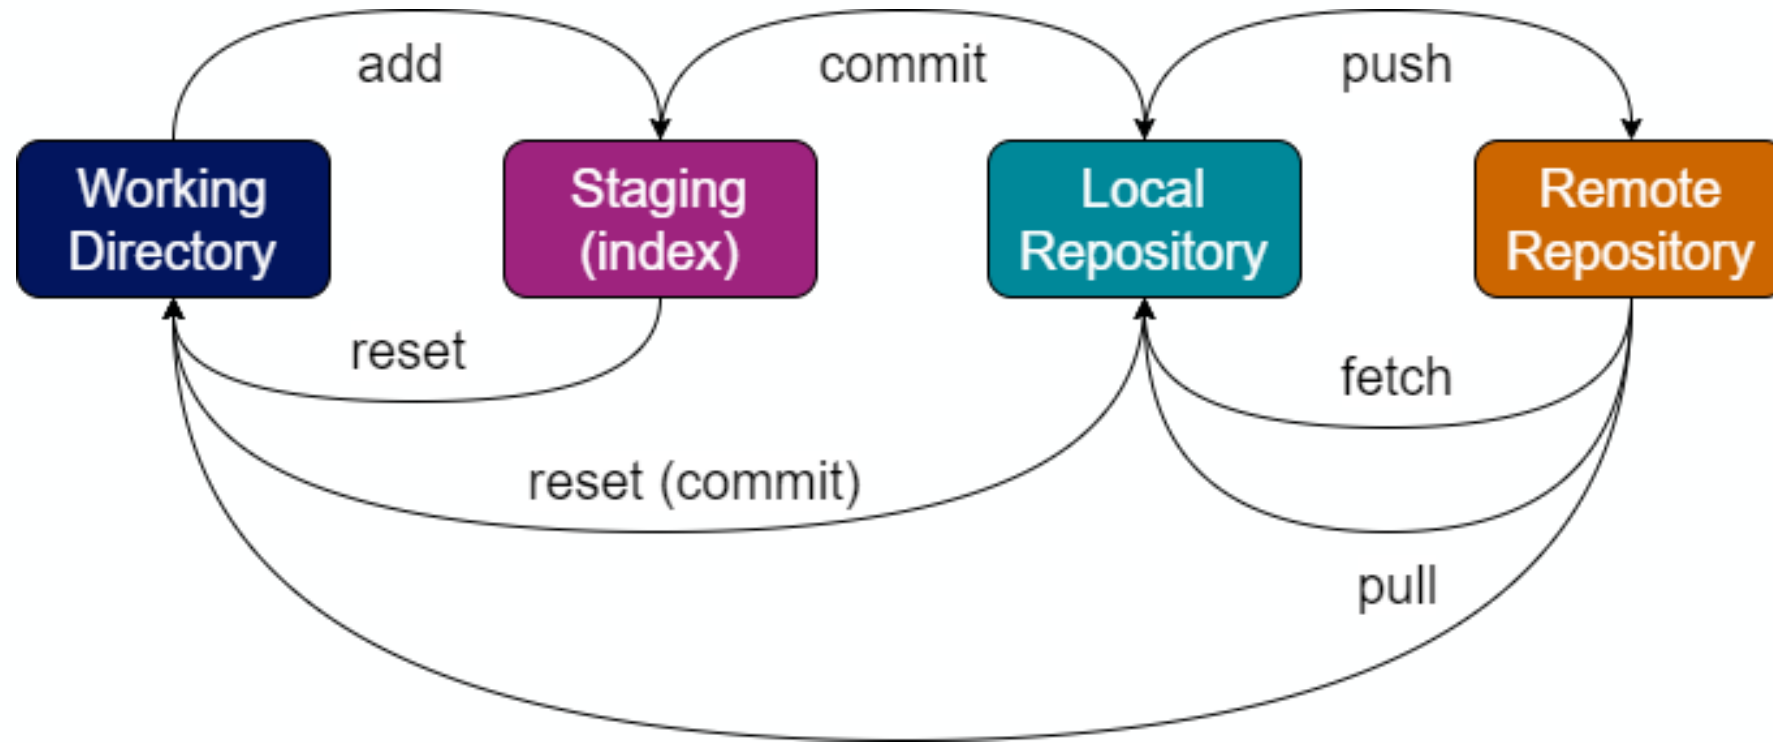 add
commit
push
Working
Directory
Staging
(index)
Local
Repository
Remote
Repository
reset
fetch
reset (commit)
pull